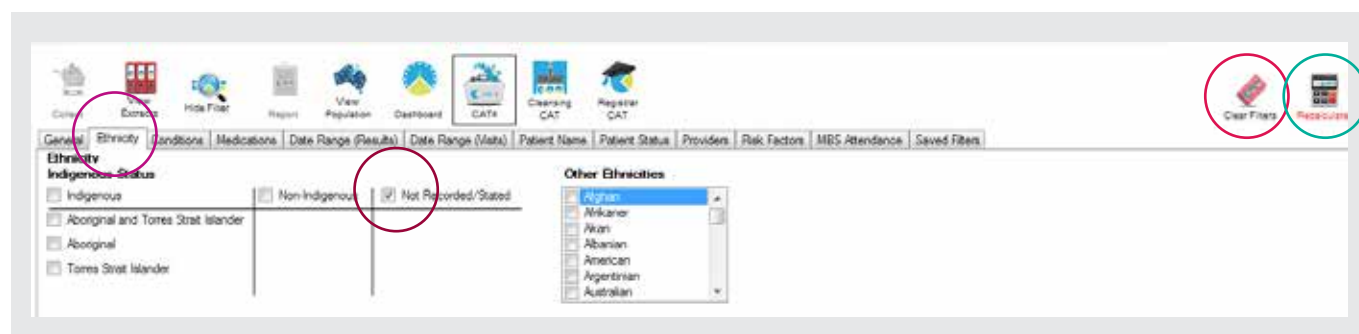 View Extracts
Hide Filter
Report
View Population
Dashboard
CAT4
Cleansing CAT
Registrar CAT
Clear Filters
Recalculate
General
Ethnicity
Conditions
Medications
Date Range (Results)
Date Range (Visits)
Patient Name
Patient Status
Providers
Risk Factors
MBS Attendance
Saved Filters
Ethnicity
Indigenous Status
Indigenous
Non-Indigenous
Not Recorded/Stated
Aboriginal and Torres Strait Islander
Aboriginal
Torres Strait Islander
Other Ethnicities
Afghan
Afrikaner
Akan
Albanian
American
Argentinian
Australian